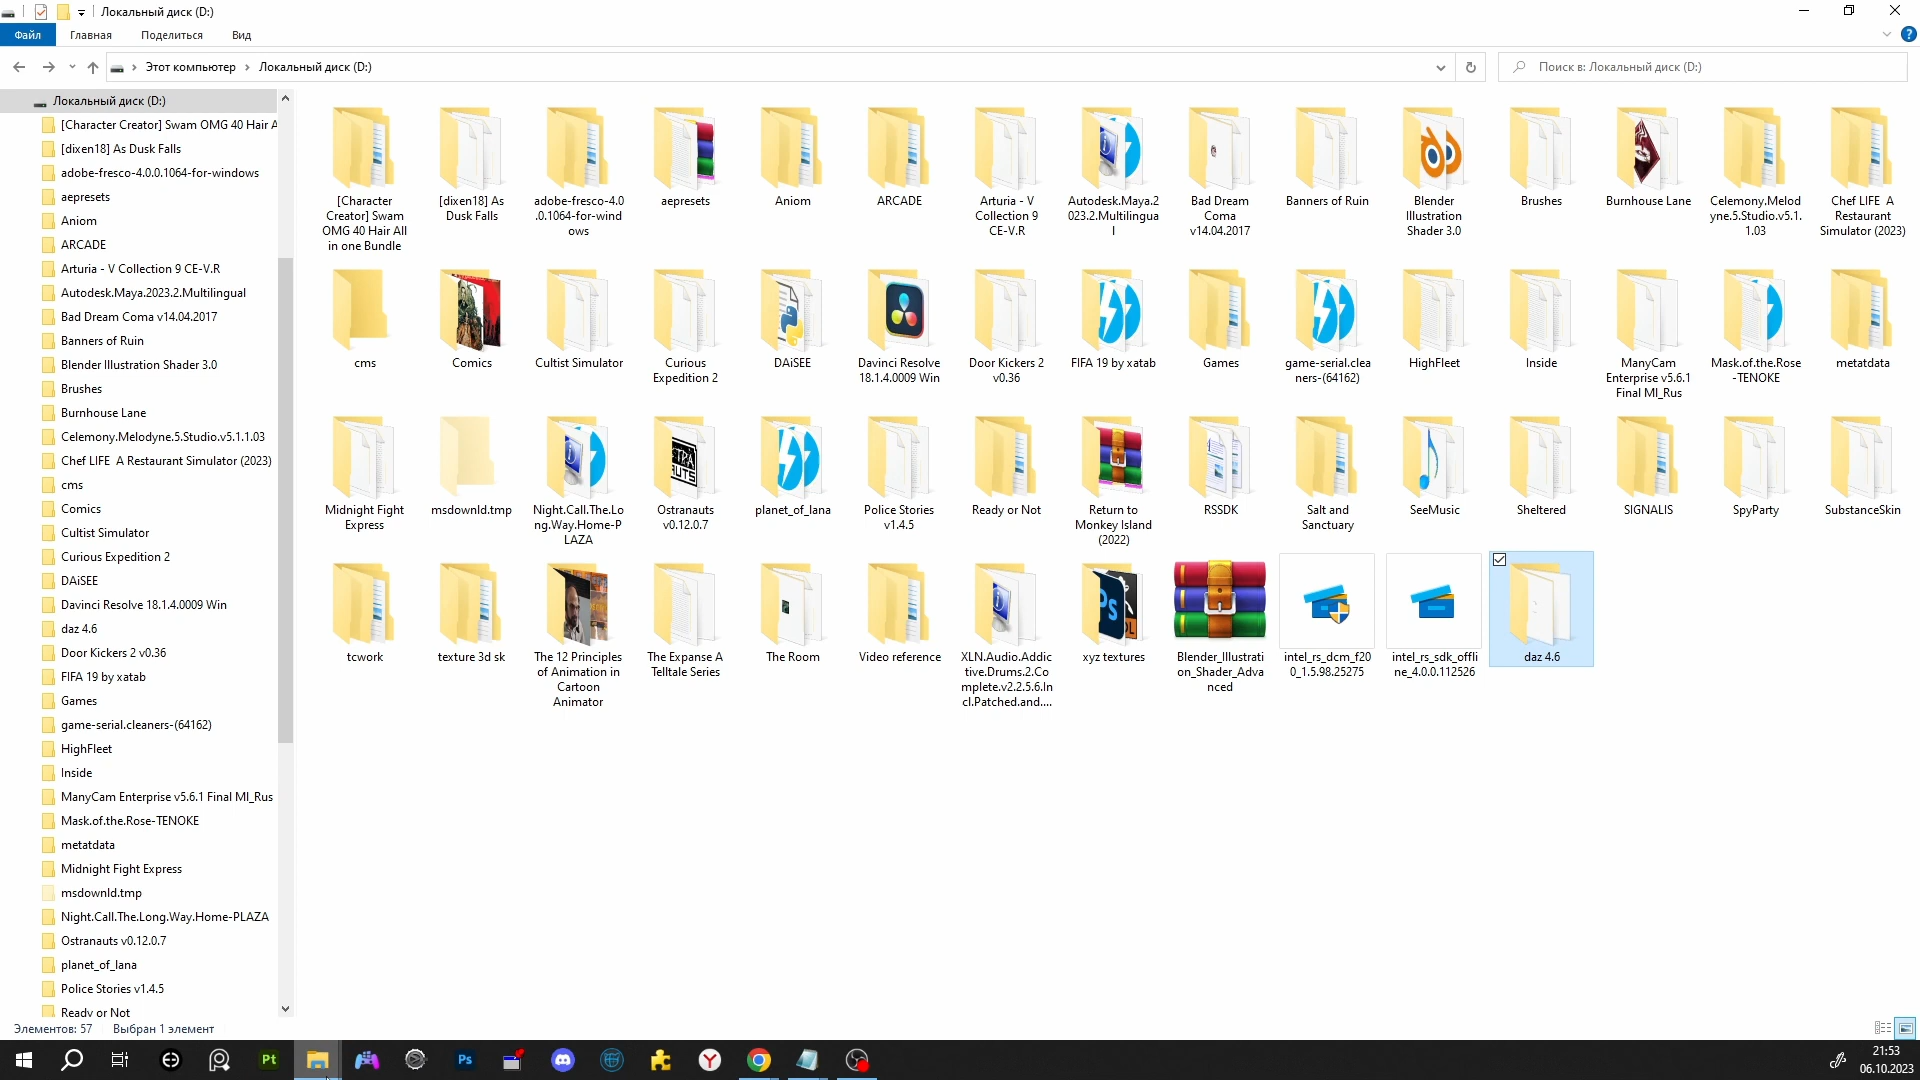 Локальный диск (D:)
Файл
Главная
Поделиться
Вид
Этот компьютер
Локальный диск (D:)
Поиск в: Локальный диск (D:)
Локальный диск (D:)
[Character Creator] Swam OMG 40 Hair A
[dixen18] As Dusk Falls
adobe-fresco-4.0.0.1064-for-windows
aepresets
Aniom
ARCADE
Arturia - V Collection 9 CE-V.R
Autodesk.Maya.2023.2.Multilingual
Bad Dream Coma v14.04.2017
Banners of Ruin
Blender Illustration Shader 3.0
Brushes
Burnhouse Lane
Celemony.Melodyne.5.Studio.v5.1.1.03
Chef LIFE  A Restaurant Simulator (2023)
cms
Comics
Cultist Simulator
Curious Expedition 2
DAiSEE
Davinci Resolve 18.1.4.0009 Win
daz 4.6
Door Kickers 2 v0.36
FIFA 19 by xatab
Games
game-serial.cleaners-(64162)
HighFleet
Inside
ManyCam Enterprise v5.6.1 Final Ml_Rus
Mask.of.the.Rose-TENOKE
metatdata
Midnight Fight Express
msdownld.tmp
Night.Call.The.Long.Way.Home-PLAZA
Ostranauts v0.12.0.7
planet_of_lana
Police Stories v1.4.5
Ready or Not
[Character
Creator] Swam
OMG 40 Hair All
in one Bundle
[dixen18] As
Dusk Falls
adobe-fresco-4.0
.0.1064-for-wind
ows
aepresets
Aniom
ARCADE
Arturia - V
Collection 9
CE-V.R
Autodesk.Maya.2
023.2.Multilingua
l
Bad Dream
Coma
v14.04.2017
Banners of Ruin
Blender
Illustration
Shader 3.0
Brushes
Burnhouse Lane
Celemony.Melod
yne.5.Studio.v5.1.
1.03
Chef LIFE  A
Restaurant
Simulator (2023)
cms
Comics
Cultist Simulator
Curious
Expedition 2
DAiSEE
Davinci Resolve
18.1.4.0009 Win
Door Kickers 2
v0.36
FIFA 19 by xatab
Games
game-serial.clea
ners-(64162)
HighFleet
Inside
ManyCam
Enterprise v5.6.1
Final Ml_Rus
Mask.of.the.Rose
-TENOKE
metatdata
Midnight Fight
Express
msdownld.tmp
Night.Call.The.Lo
ng.Way.Home-P
LAZA
Ostranauts
v0.12.0.7
planet_of_lana
Police Stories
v1.4.5
Ready or Not
Return to
Monkey Island
(2022)
RSSDK
Salt and
Sanctuary
SeeMusic
Sheltered
SIGNALIS
SpyParty
SubstanceSkin
tcwork
texture 3d sk
The 12 Principles
of Animation in
Cartoon
Animator
The Expanse A
Telltale Series
The Room
Video reference
XLN.Audio.Addic
tive.Drums.2.Co
mplete.v2.2.5.6.In
cl.Patched.and....
xyz textures
Blender_Illustrati
on_Shader_Adva
nced
intel_rs_dcm_f20
0_1.5.98.25275
intel_rs_sdk_offli
ne_4.0.0.112526
daz 4.6
Элементов: 57
Выбран 1 элемент
Pt
Ps
21:53
06.10.2023